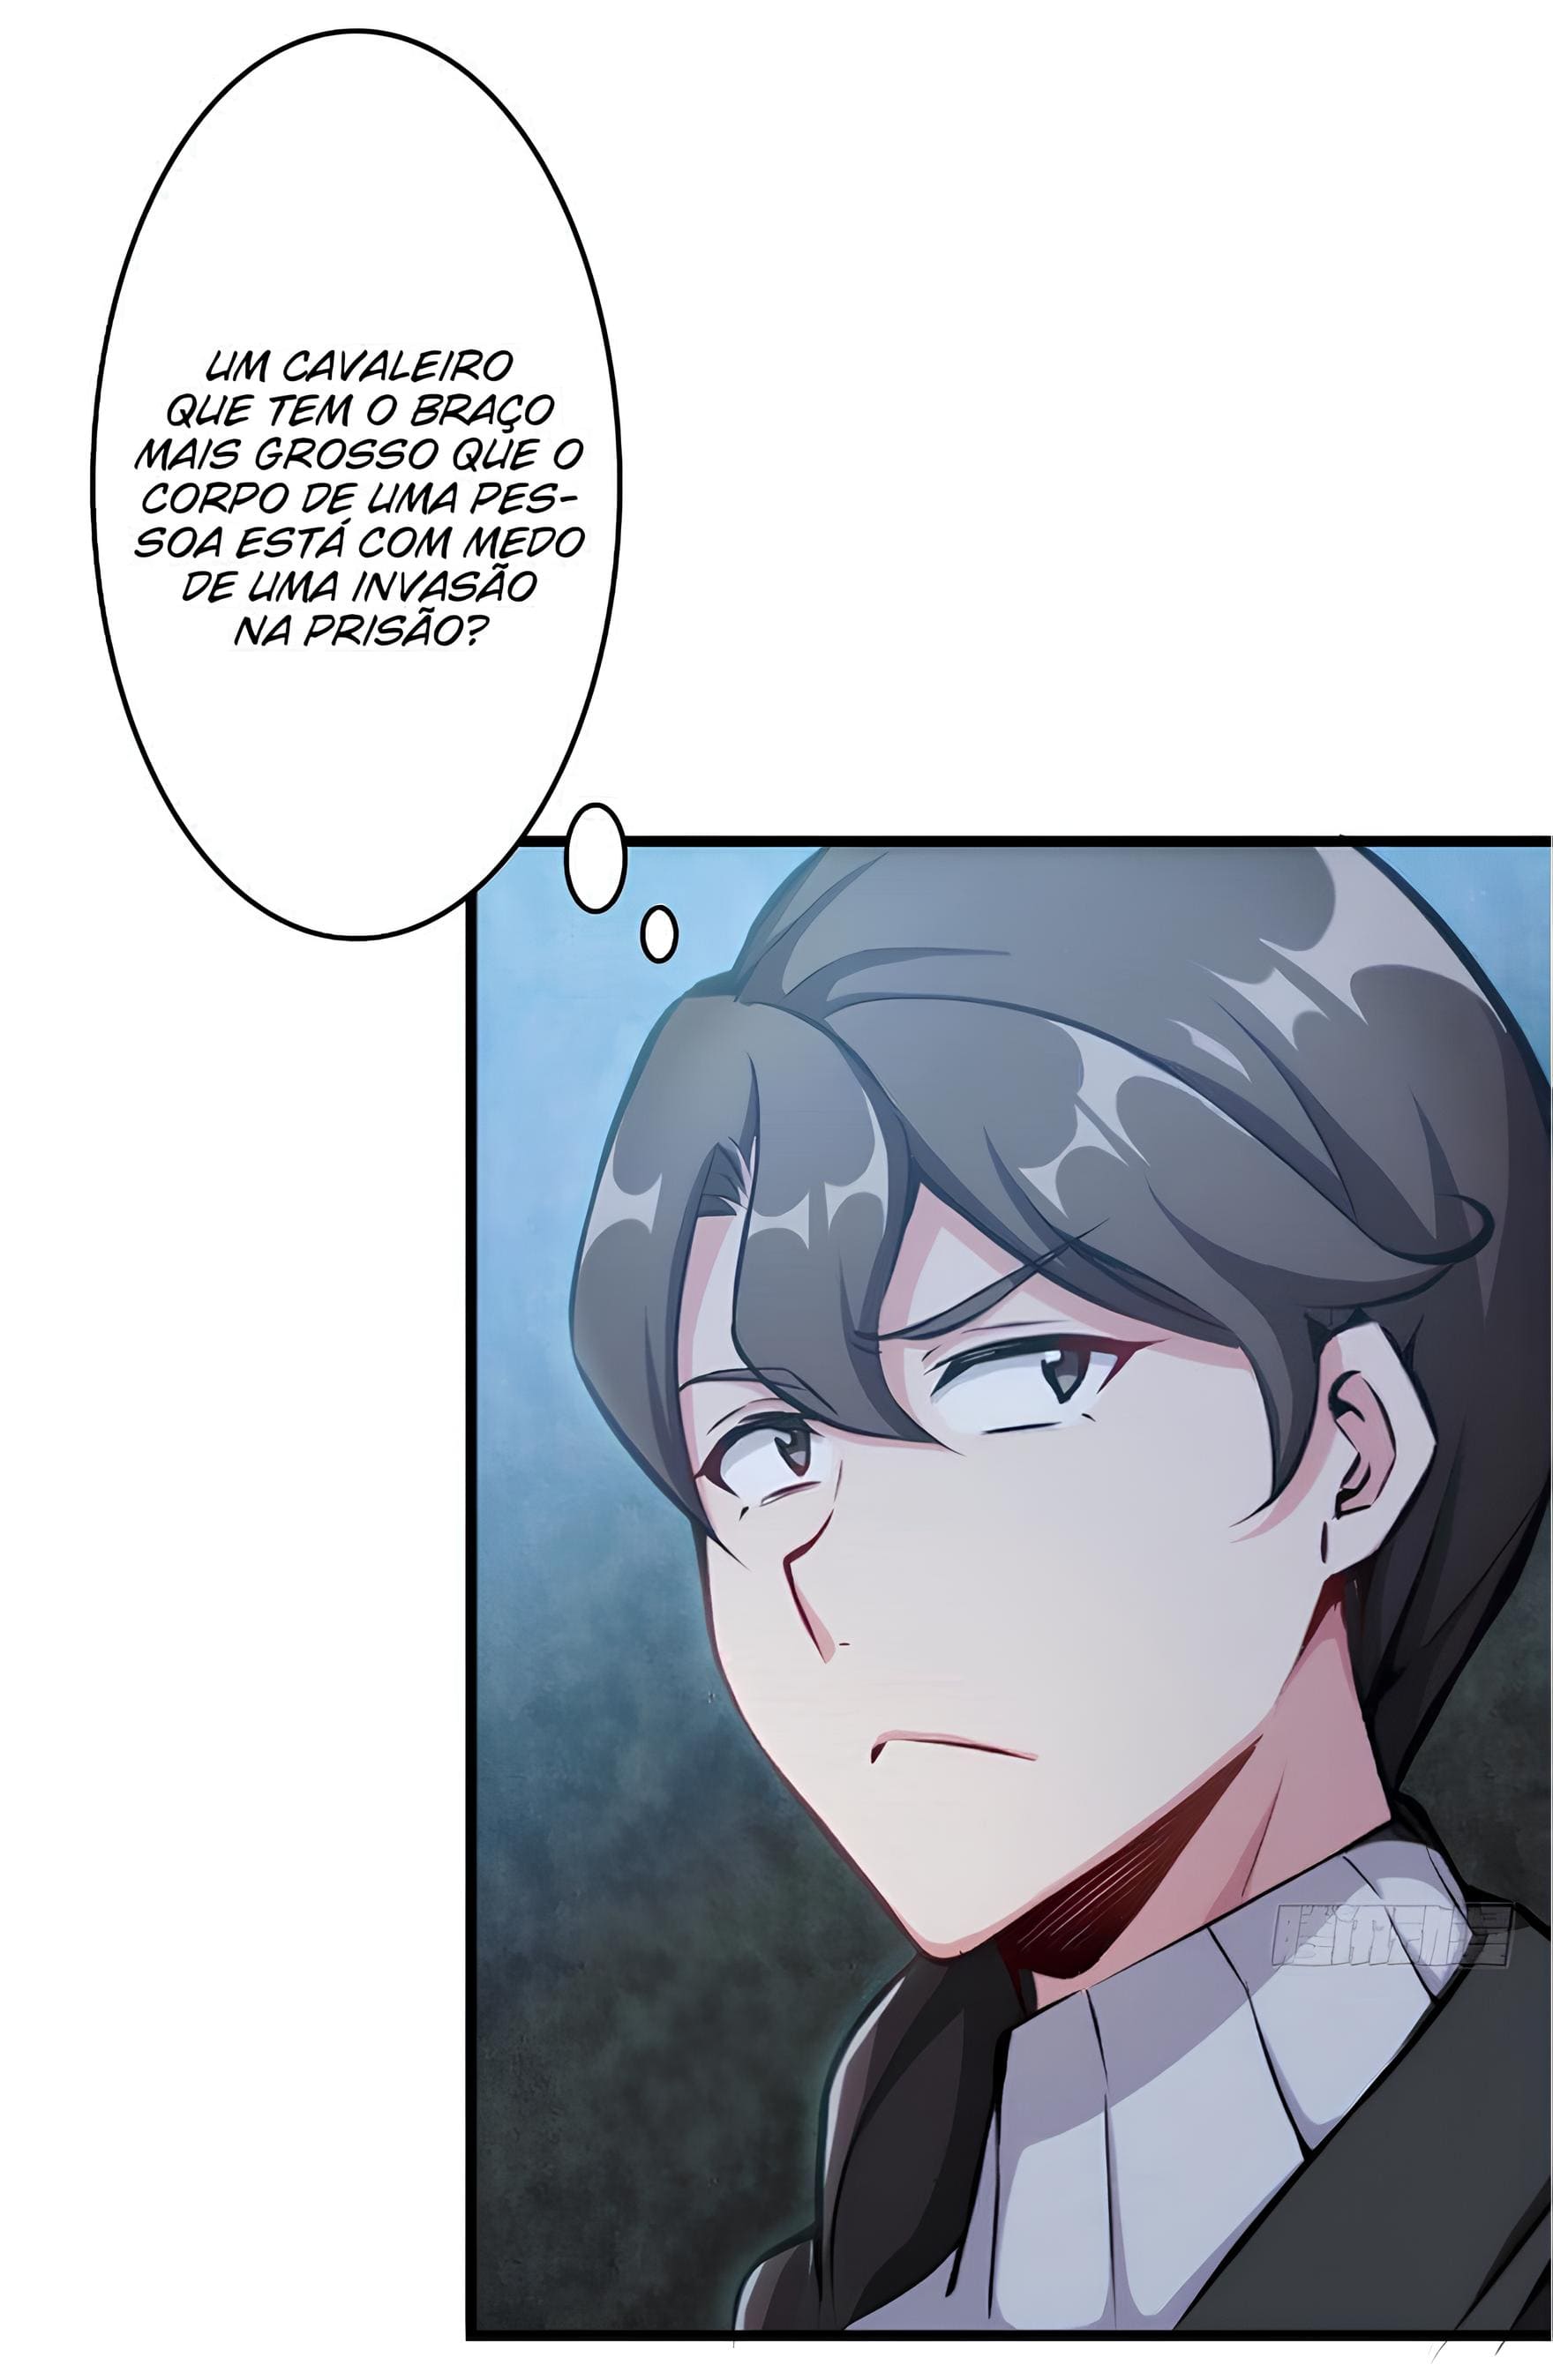 UM CAVALEIRO
QUE TEM O BRAÇO
MAIS GROSSO QUE O
CORPO DE UMA PES-
SOA ESTÁ COM MEDO
DE UMA INVASÃO
NA PRISÃO?